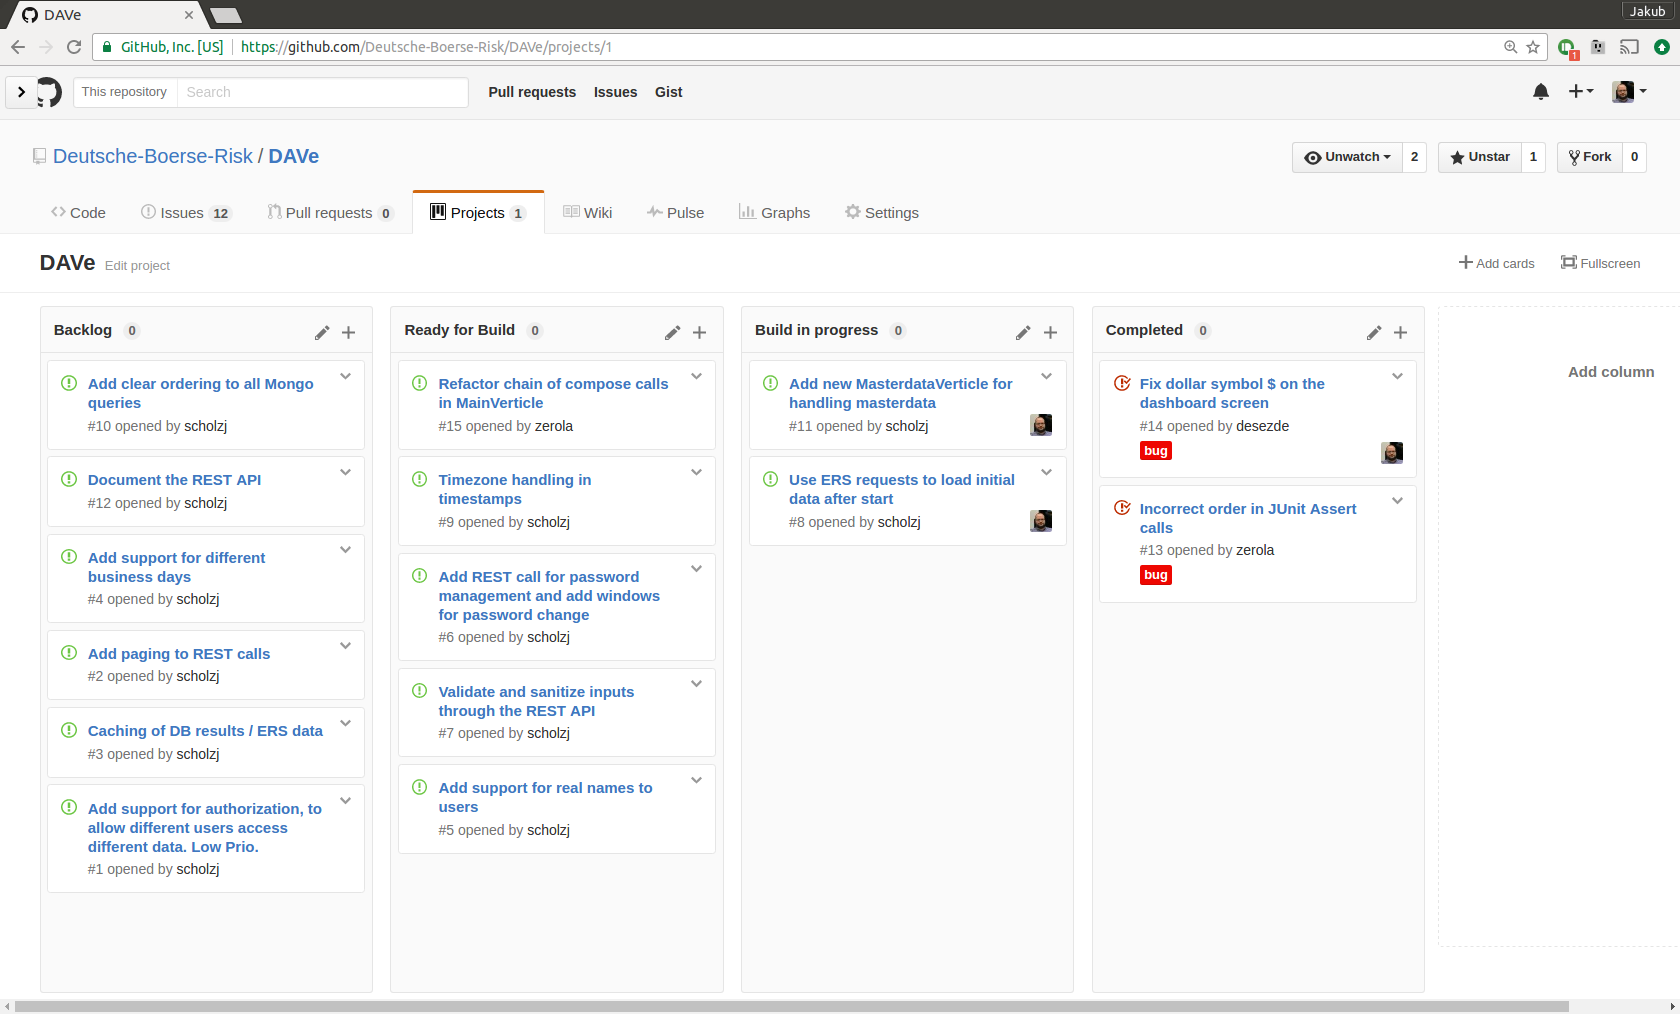 DAVe
Jakub
GitHub, Inc. [US]
https://github.com/Deutsche-Boerse-Risk/DAVe/projects/1
1
This repository
Search
Pull requests Issues Gist
Deutsche-Boerse-Risk / DAVe
Unwatch 2
Unstar 1
Fork 0
Code
Issues 12
Pull requests 0
Projects 1
Wiki
Pulse
Graphs
Settings
DAVe Edit project
Add cards
Fullscreen
Backlog 0
Add clear ordering to all Mongo
queries
#10 opened by scholzj
Document the REST API
#12 opened by scholzj
Add support for different
business days
#4 opened by scholzj
Add paging to REST calls
#2 opened by scholzj
Caching of DB results / ERS data
#3 opened by scholzj
Add support for authorization, to
allow different users access
different data. Low Prio.
#1 opened by scholzj
Ready for Build 0
Refactor chain of compose calls
in MainVerticle
#15 opened by zerola
Timezone handling in
timestamps
#9 opened by scholzj
Add REST call for password
management and add windows
for password change
#6 opened by scholzj
Validate and sanitize inputs
through the REST API
#7 opened by scholzj
Add support for real names to
users
#5 opened by scholzj
Build in progress 0
Add new MasterdataVerticle for
handling masterdata
#11 opened by scholzj
Use ERS requests to load initial
data after start
#8 opened by scholzj
Completed 0
Fix dollar symbol $ on the
dashboard screen
#14 opened by desezde
bug
Incorrect order in JUnit Assert
calls
#13 opened by zerola
bug
Add column